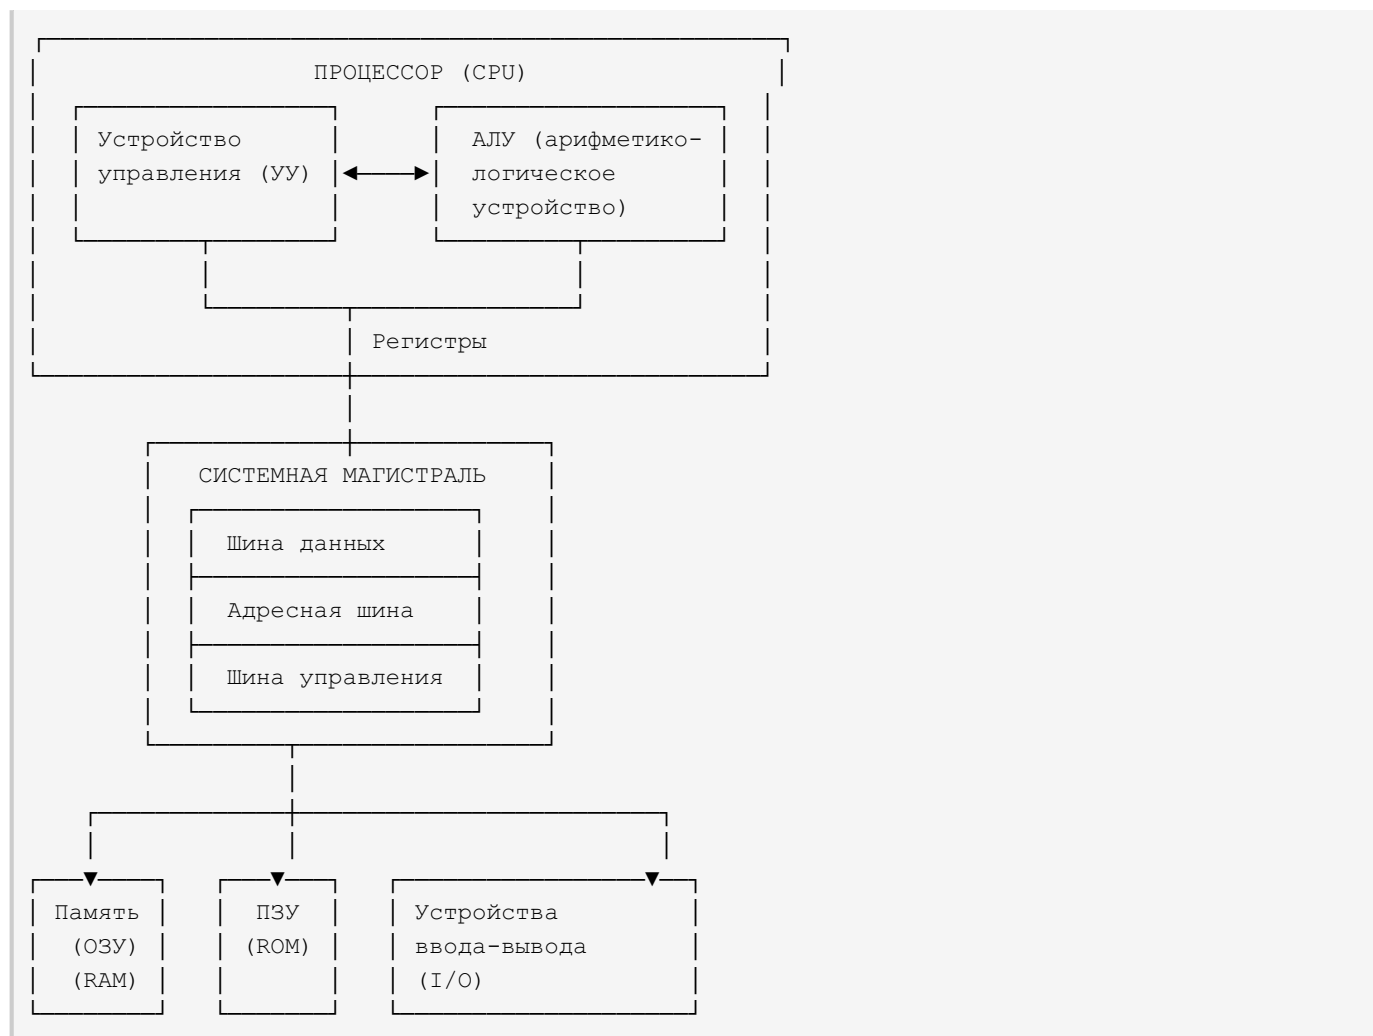 ПРОЦЕССОР (CPU)
Устройство АЛУ (арифметико-
управления (УУ) логическое
устройство)
Регистры
СИСТЕМНАЯ МАГИСТРАЛЬ
Шина данных
Адресная шина
Шина управления
Память ПЗУ Устройства
(ОЗУ) (ROM) ввода-вывода
(RAM) (I/O)